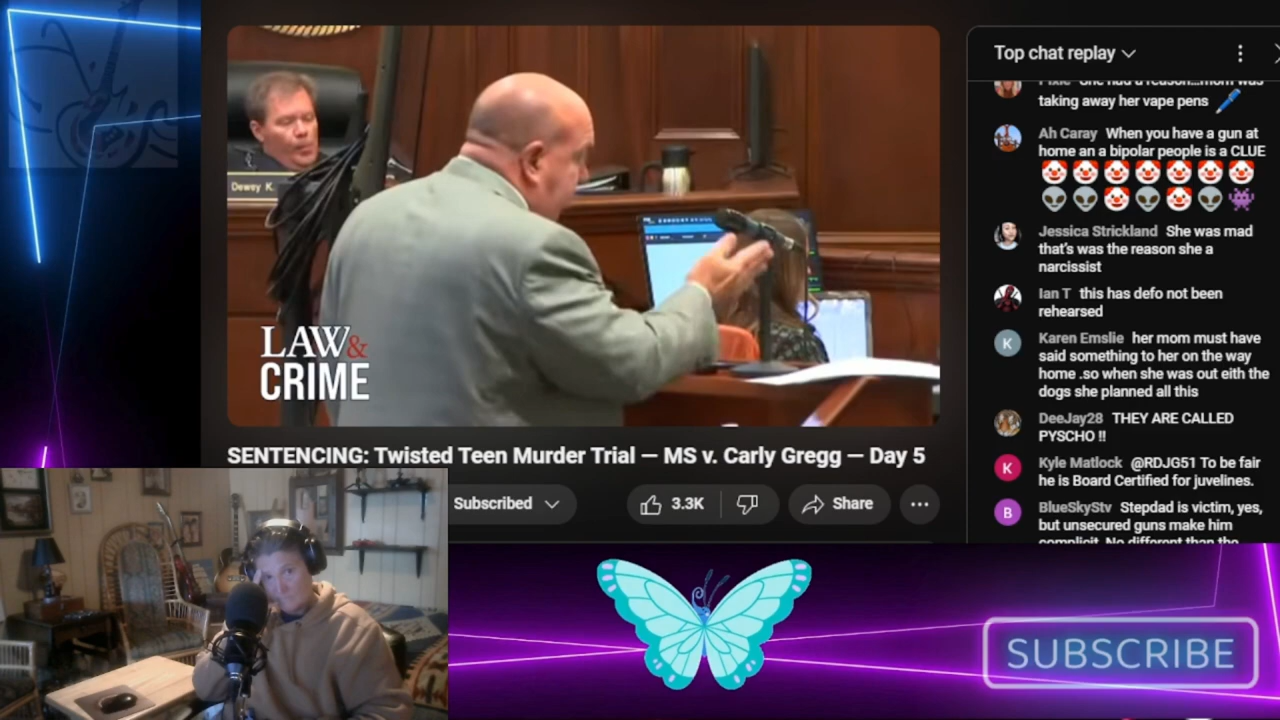 Top chat replay
Pixie She had a reason...mom was
taking away her vape pens
Ah Caray When you have a gun at
home an a bipolar people is a CLUE
Jessica Strickland She was mad
that's was the reason she a
narcissist
Ian T this has defo not been
rehearsed
Karen Emslie her mom must have
said something to her on the way
home .so when she was out eith the
dogs she planned all this
DeeJay28 THEY ARE CALLED
PYSCHO !!
Kyle Matlock @RDJG51 To be fair
he is Board Certified for juvelines.
BlueSkyStv Stepdad is victim, yes,
but unsecured guns make him
complicit. No different than the
K
K
B
Dewey K.
LAW&
CRIME
SENTENCING: Twisted Teen Murder Trial — MS v. Carly Gregg — Day 5
Subscribed
3.3K
Share
SUBSCRIBE